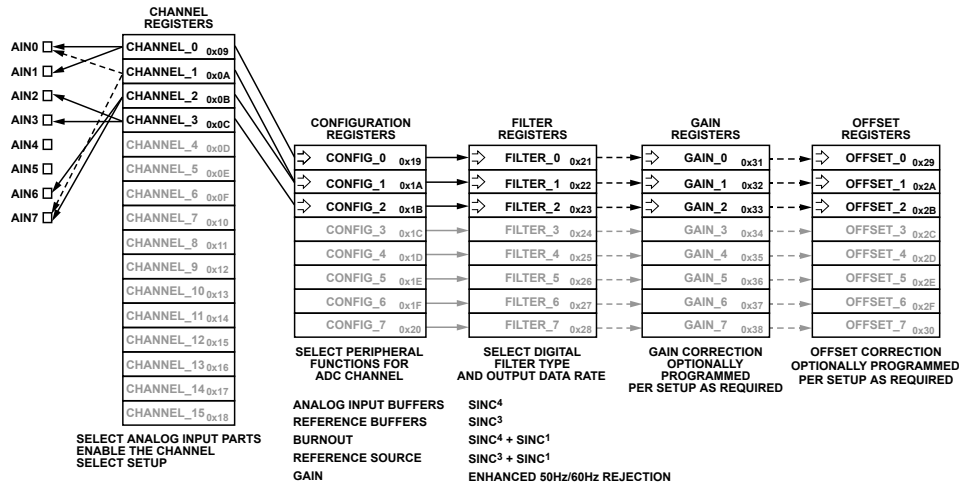 CHANNEL
REGISTERS
AIN0
AIN1
AIN2
AIN3
AIN4
AIN5
AIN6
AIN7
CHANNEL_0 0x09
CHANNEL_1 0x0A
CHANNEL_2 0x0B
CHANNEL_3 0x0C
CHANNEL_4 0x0D
CHANNEL_5 0x0E
CHANNEL_6 0x0F
CHANNEL_7 0x10
CHANNEL_8 0x11
CHANNEL_9 0x12
CHANNEL_10 0x13
CHANNEL_11 0x14
CHANNEL_12 0x15
CHANNEL_13 0x16
CHANNEL_14 0x17
CHANNEL_15 0x18
SELECT ANALOG INPUT PARTS
ENABLE THE CHANNEL
SELECT SETUP
CONFIGURATION
REGISTERS
CONFIG_0 0x19
CONFIG_1 0x1A
CONFIG_2 0x1B
CONFIG_3 0x1C
CONFIG_4 0x1D
CONFIG_5 0x1E
CONFIG_6 0x1F
CONFIG_7 0x20
SELECT PERIPHERAL
FUNCTIONS FOR
ADC CHANNEL
ANALOG INPUT BUFFERS
REFERENCE BUFFERS
BURNOUT
REFERENCE SOURCE
GAIN
FILTER
REGISTERS
FILTER_0 0x21
FILTER_1 0x22
FILTER_2 0x23
FILTER_3 0x24
FILTER_4 0x25
FILTER_5 0x26
FILTER_6 0x27
FILTER_7 0x28
SELECT DIGITAL
FILTER TYPE
AND OUTPUT DATA RATE
SINC⁴
SINC³
SINC⁴ + SINC¹
SINC³ + SINC¹
ENHANCED 50Hz/60Hz REJECTION
GAIN
REGISTERS
GAIN_0 0x31
GAIN_1 0x32
GAIN_2 0x33
GAIN_3 0x34
GAIN_4 0x35
GAIN_5 0x36
GAIN_6 0x37
GAIN_7 0x38
GAIN CORRECTION
OPTIONALLY
PROGRAMMED
PER SETUP AS REQUIRED
OFFSET
REGISTERS
OFFSET_0 0x29
OFFSET_1 0x2A
OFFSET_2 0x2B
OFFSET_3 0x2C
OFFSET_4 0x2D
OFFSET_5 0x2E
OFFSET_6 0x2F
OFFSET_7 0x30
OFFSET CORRECTION
OPTIONALLY PROGRAMMED
PER SETUP AS REQUIRED